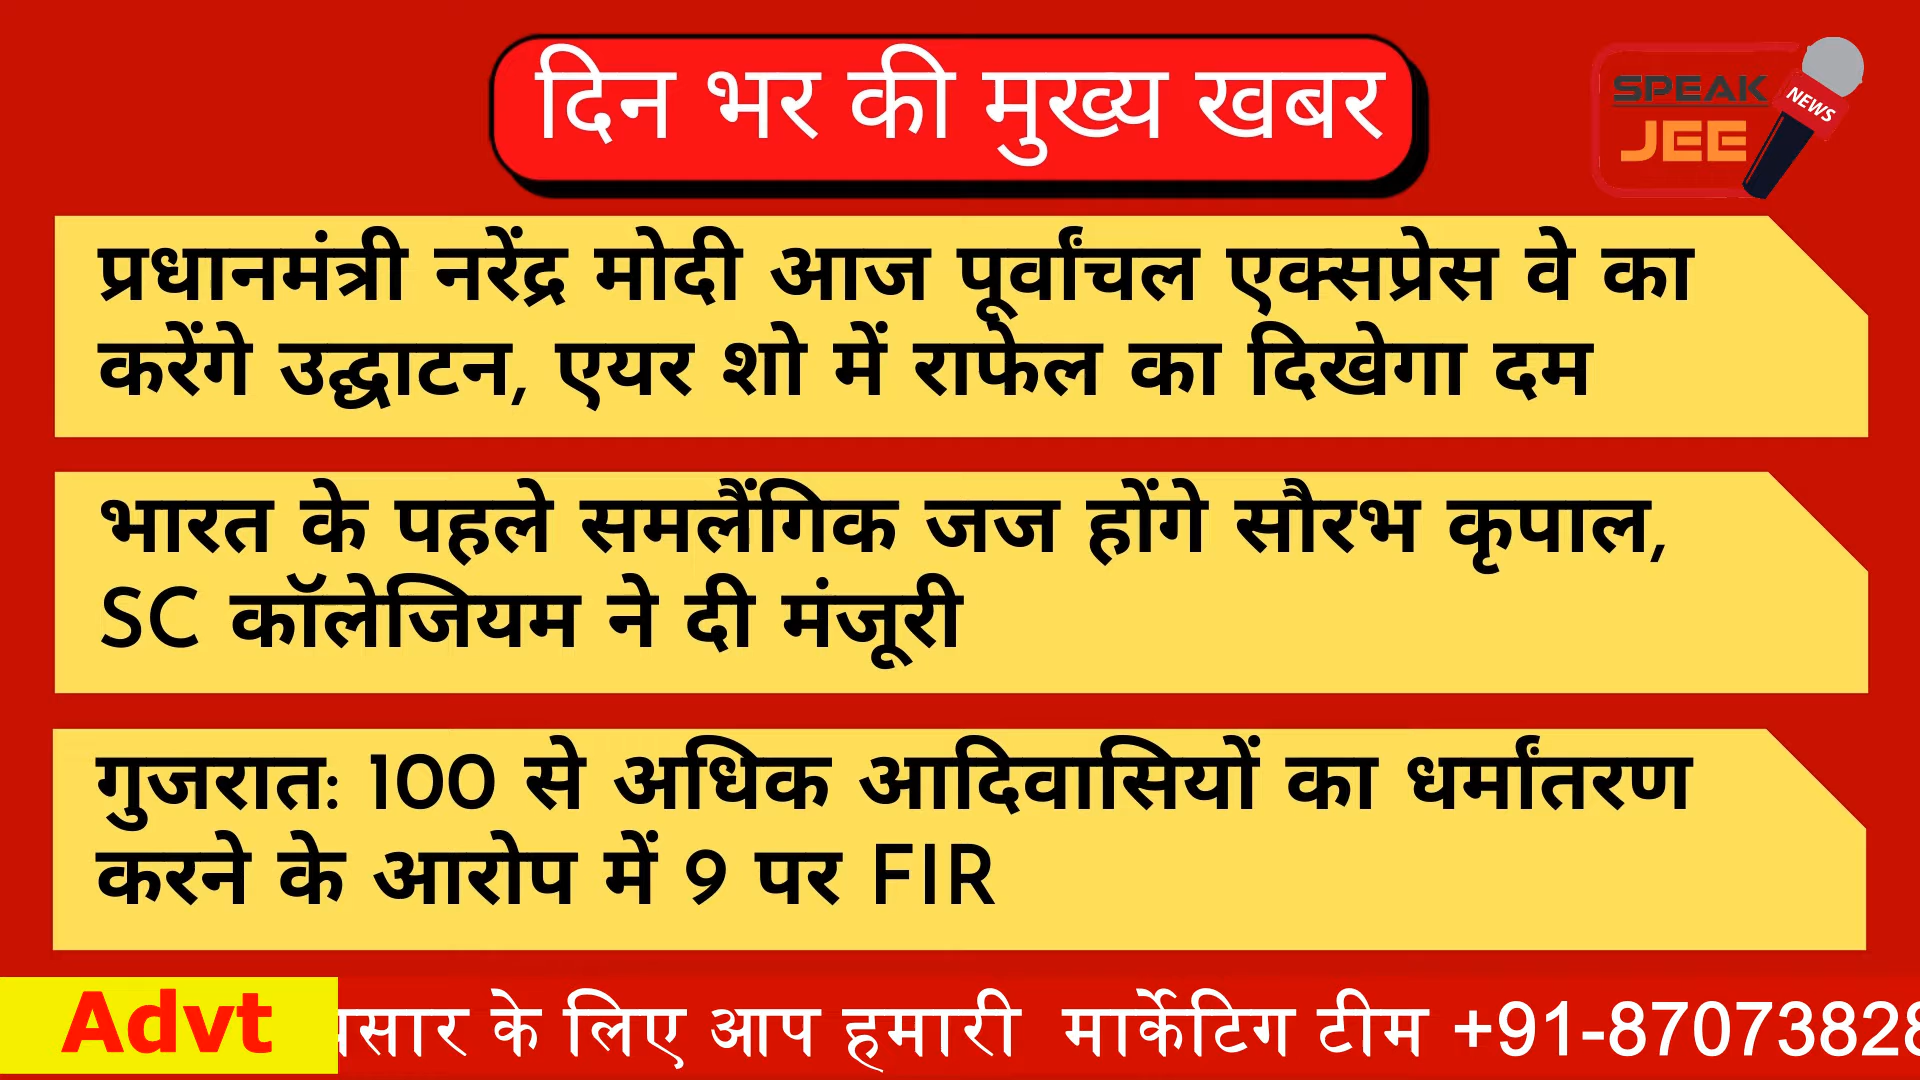 दिन भर की मुख्य खबर
SPEAK
JEE
NEWS
प्रधानमंत्री नरेंद्र मोदी आज पूर्वांचल एक्सप्रेस वे का
करेंगे उद्घाटन, एयर शो में राफेल का दिखेगा दम
भारत के पहले समलैंगिक जज होंगे सौरभ कृपाल,
SC कॉलेजियम ने दी मंजूरी
गुजरात: 100 से अधिक आदिवासियों का धर्मांतरण
करने के आरोप में 9 पर FIR
Advt के लिए आप हमारी मार्केटिग टीम +91-8707382